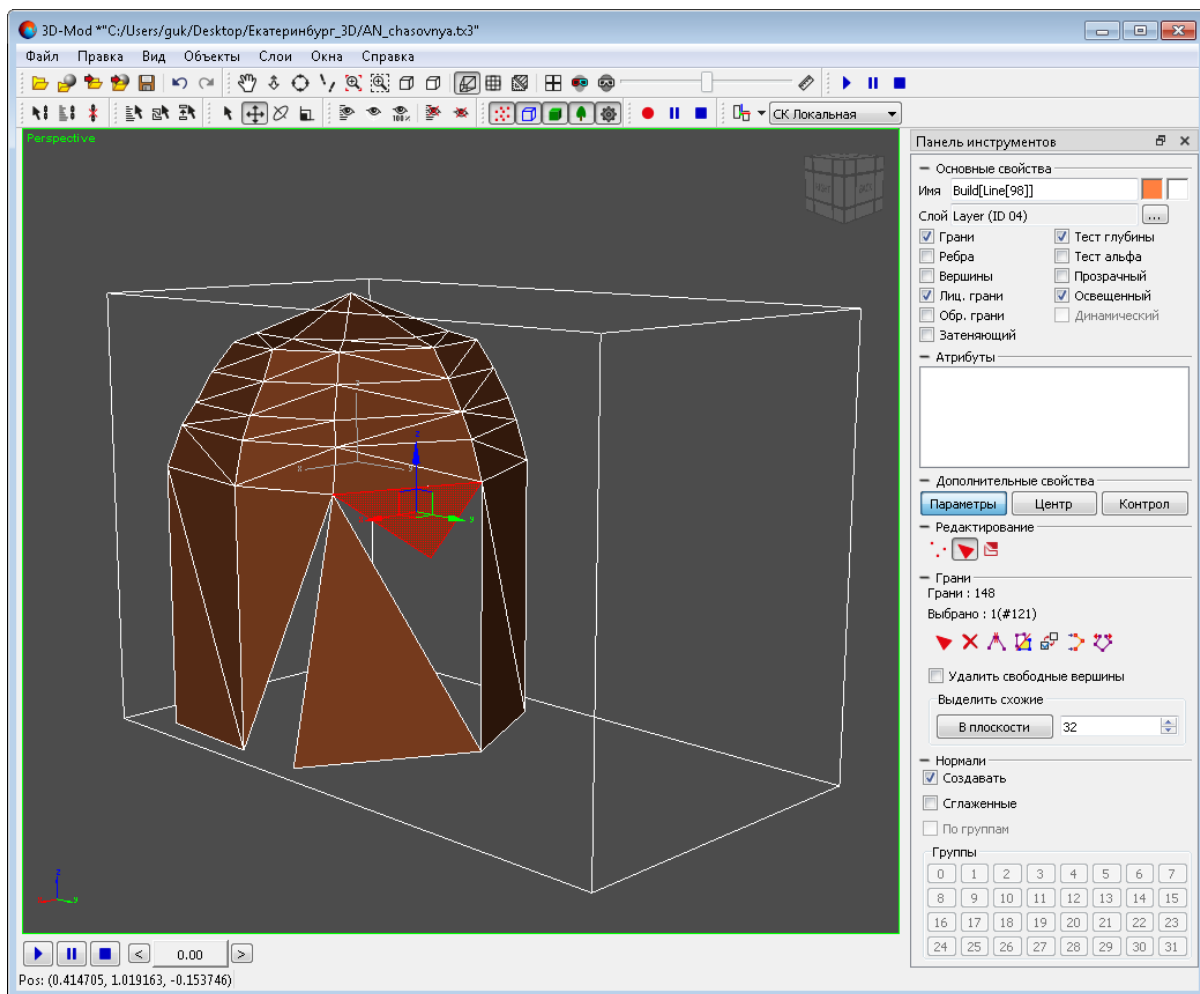 3D-Mod *"C:/Users/guk/Desktop/Екатеринбург_3D/AN_chasovnya.tx3"
Файл Правка Вид Объекты Слои Окна Справка
100%
СК Локальная
Perspective
Панель инструментов
Основные свойства
Имя Build[Line[98]]
Слой Layer (ID 04) ...
Грани Тест глубины
Ребра Тест альфа
Вершины Прозрачный
Лиц. грани Освещенный
Обр. грани Динамический
Затеняющий
Атрибуты
Дополнительные свойства
Параметры Центр Контрол
Редактирование
Грани
Грани : 148
Выбрано : 1(#121)
Удалить свободные вершины
Выделить схожие
В плоскости 32
Нормали
Создавать
Сглаженные
По группам
Группы
0 1 2 3 4 5 6 7
8 9 10 11 12 13 14 15
16 17 18 19 20 21 22 23
24 25 26 27 28 29 30 31
z
x y
z
y
z
y
< 0.00 >
Pos: (0.414705, 1.019163, -0.153746)